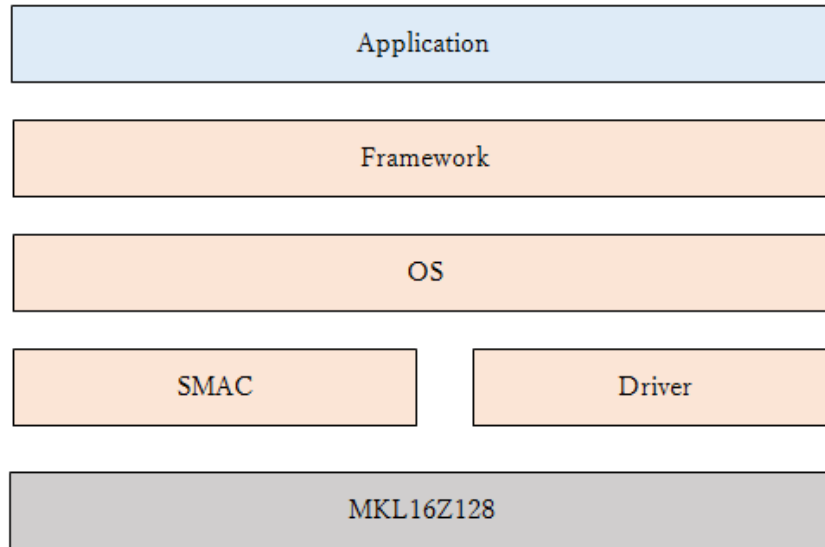 Application
Framework
OS
SMAC
Driver
MKL16Z128